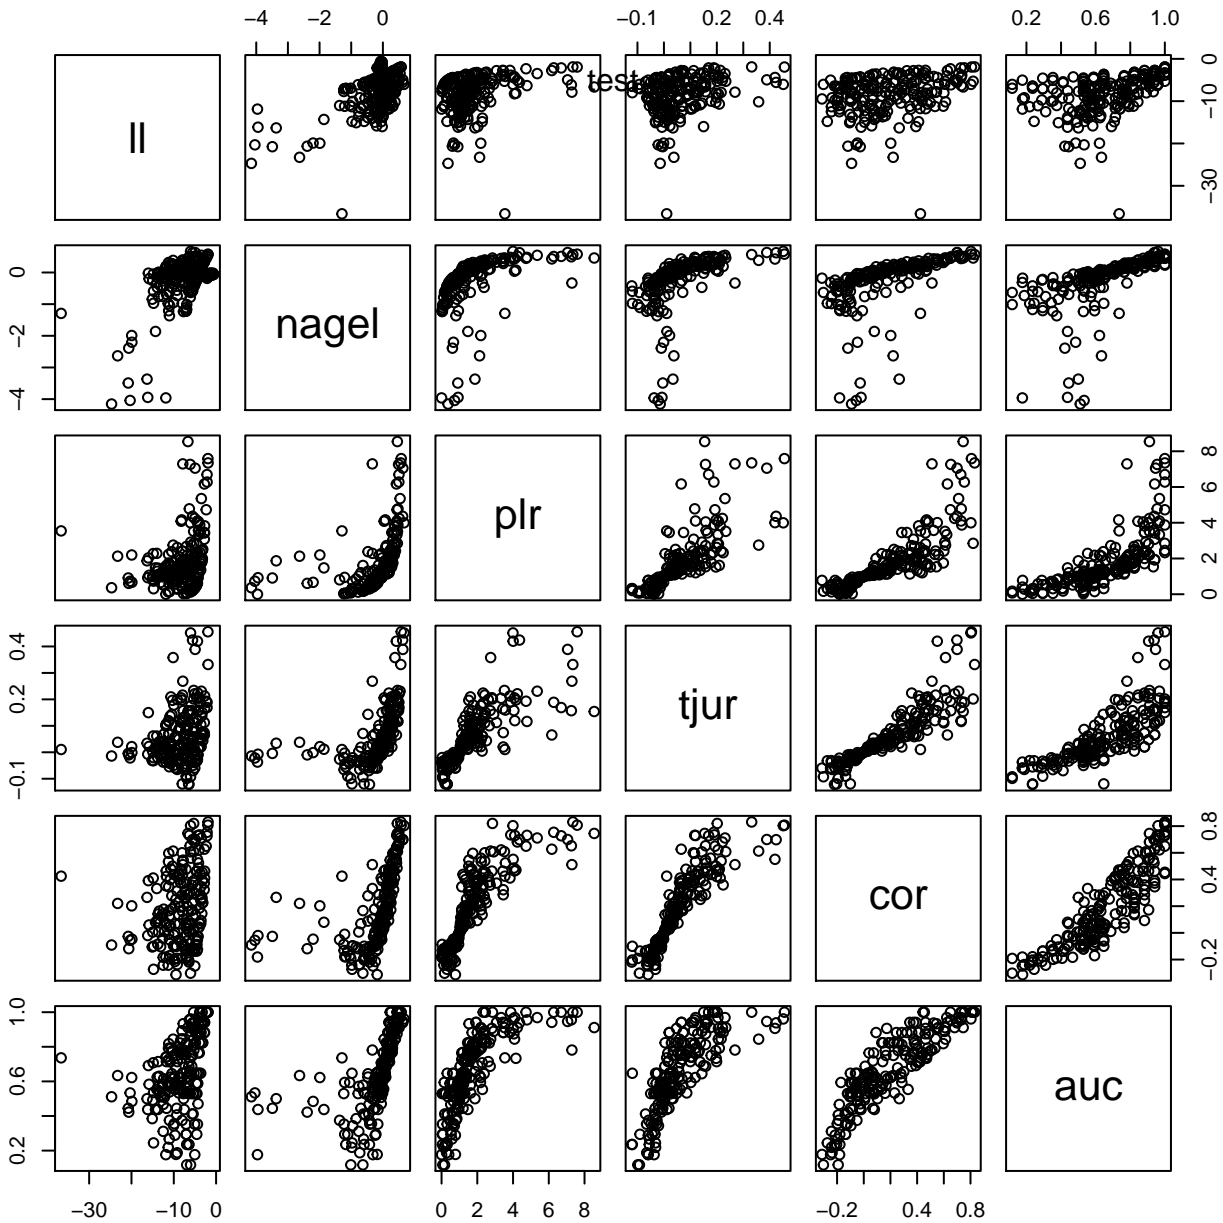 −4 −2 0 −0.1 0.2 0.4 0.2 0.6 1.0
ll test 0 −10 −30
0 −2 −4 nagel
plr 8 6 4 2 0
0.4 0.2 −0.1 tjur
cor 0.8 0.4 −0.2
1.0 0.6 0.2 auc
−30 −10 0 0 2 4 6 8 −0.2 0.4 0.8